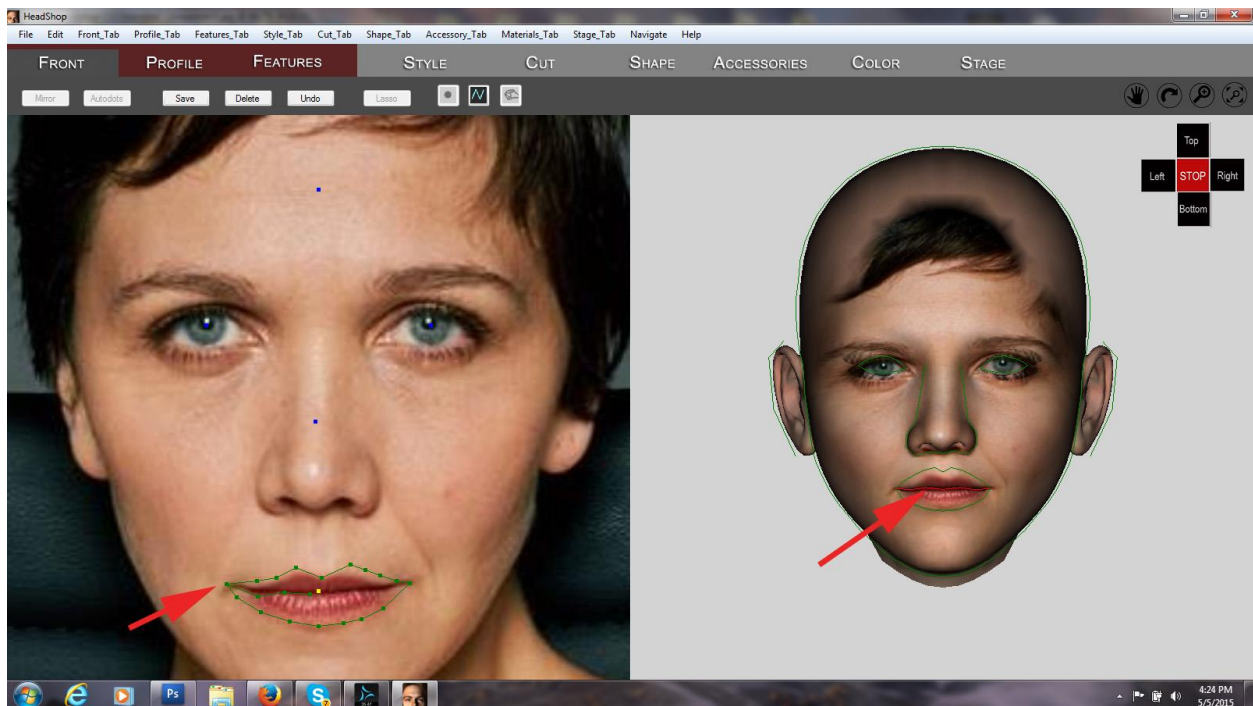 HeadShop
File Edit Front_Tab Profile_Tab Features_Tab Style_Tab Cut_Tab Shape_Tab Accessory_Tab Materials_Tab Stage_Tab Navigate Help
FRONT PROFILE FEATURES STYLE CUT SHAPE ACCESSORIES COLOR STAGE
Mirror Autodots Save Delete Undo Lasso
Top
Left STOP Right
Bottom
Ps
4:24 PM
5/5/2015